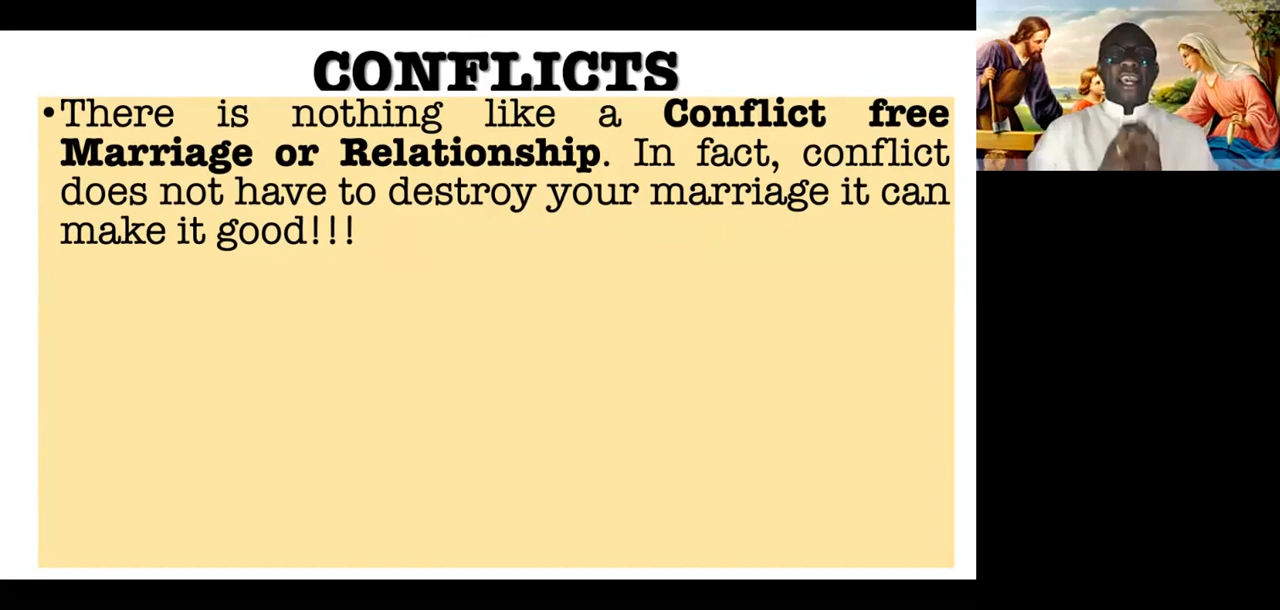 CONFLICTS
•There is nothing like a Conflict free
Marriage or Relationship. In fact, conflict
does not have to destroy your marriage it can
make it good!!!